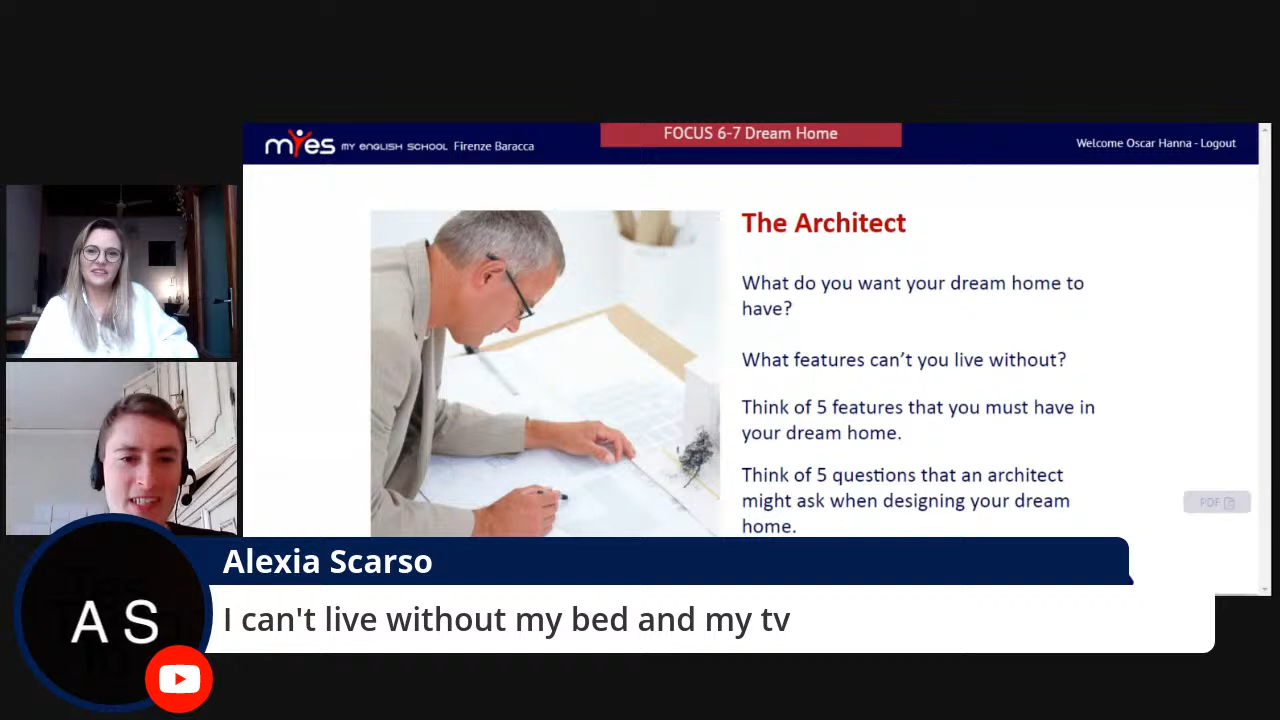 myes MY ENGLISH SCHOOL Firenze Baracca
FOCUS 6-7 Dream Home
Welcome Oscar Hanna - Logout
The Architect
What do you want your dream home to
have?
What features can't you live without?
Think of 5 features that you must have in
your dream home.
Think of 5 questions that an architect
might ask when designing your dream
home.
PDF
Alexia Scarso
A S
I can't live without my bed and my tv